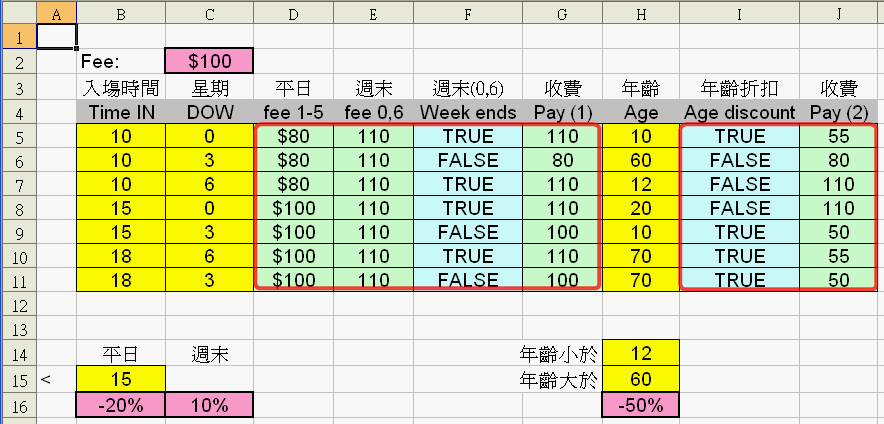 A B C D E F G H I J
1
2 Fee: $100
3 入場時間 星期 平日 週末 週末(0,6) 收費 年齡 年齡折扣 收費
4 Time IN DOW fee 1-5 fee 0,6 Week ends Pay (1) Age Age discount Pay (2)
5 10 0 $80 110 TRUE 110 10 TRUE 55
6 10 3 $80 110 FALSE 80 60 FALSE 80
7 10 6 $80 110 TRUE 110 12 FALSE 110
8 15 0 $100 110 TRUE 110 20 FALSE 110
9 15 3 $100 110 FALSE 100 10 TRUE 50
10 18 6 $100 110 TRUE 110 70 TRUE 55
11 18 3 $100 110 FALSE 100 70 TRUE 50
12
13
14 平日 週末 年齡小於 12
15 < 15 年齡大於 60
16 -20% 10% -50%